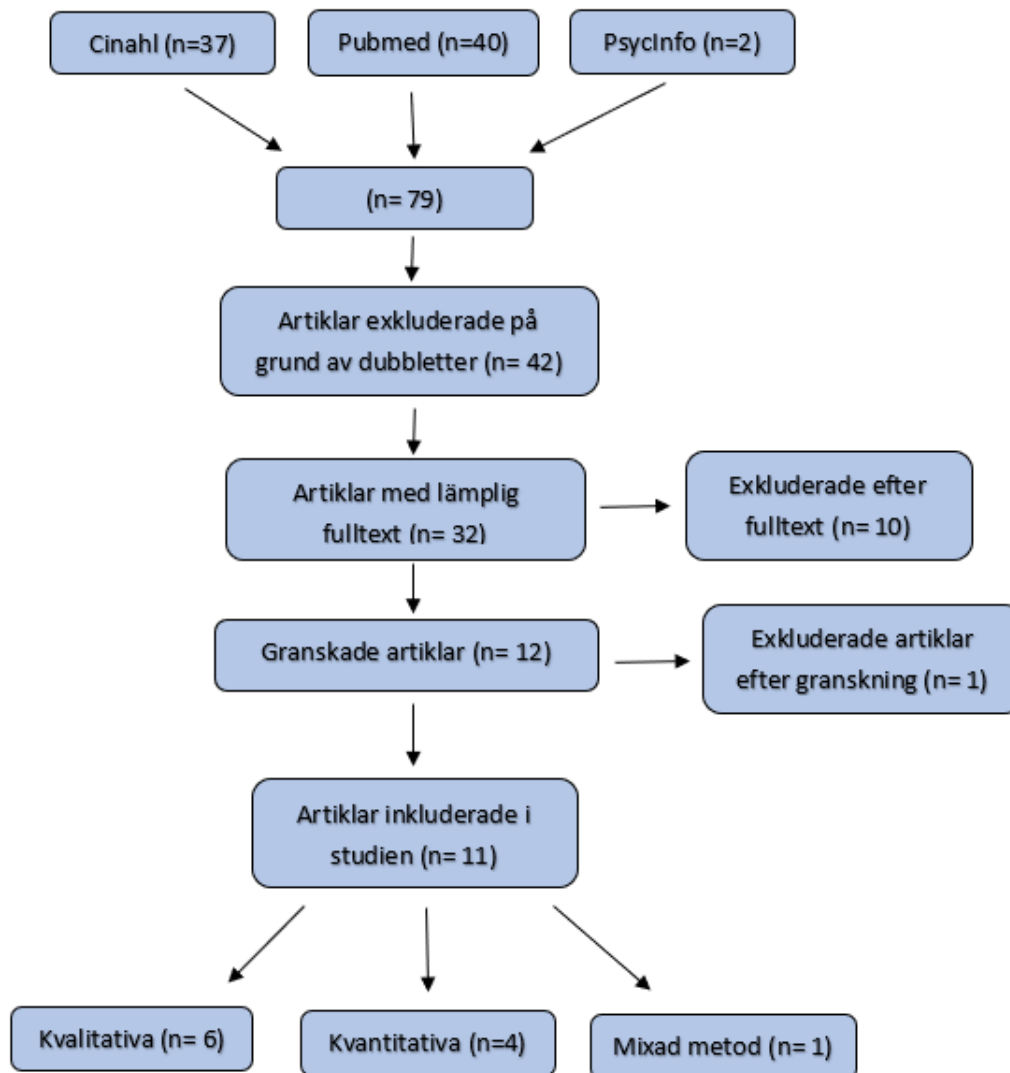 Cinahl (n=37)
Pubmed (n=40)
PsycInfo (n=2)
(n= 79)
Artiklar exkluderade på
grund av dubbletter (n= 42)
Artiklar med lämplig
fulltext (n= 32)
Exkluderade efter
fulltext (n= 10)
Granskade artiklar (n= 12)
Exkluderade artiklar
efter granskning (n= 1)
Artiklar inkluderade i
studien (n= 11)
Kvalitativa (n= 6)
Kvantitativa (n=4)
Mixad metod (n= 1)